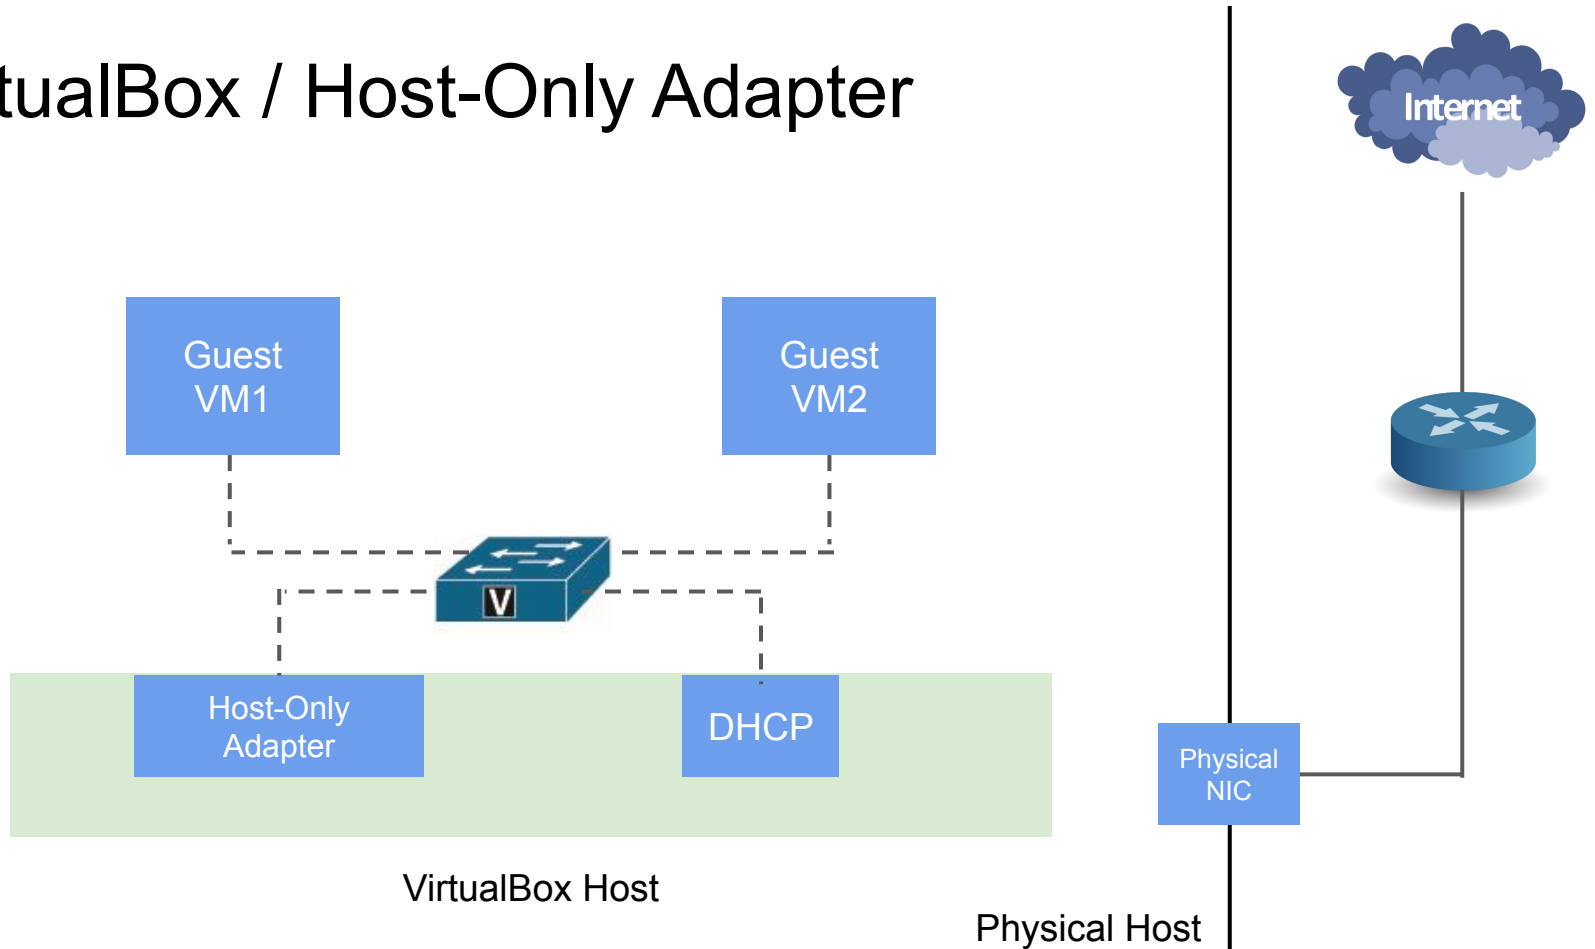 tualBox / Host-Only Adapter
Internet
Guest
VM1
Guest
VM2
V
Host-Only
Adapter
DHCP
Physical
NIC
VirtualBox Host
Physical Host